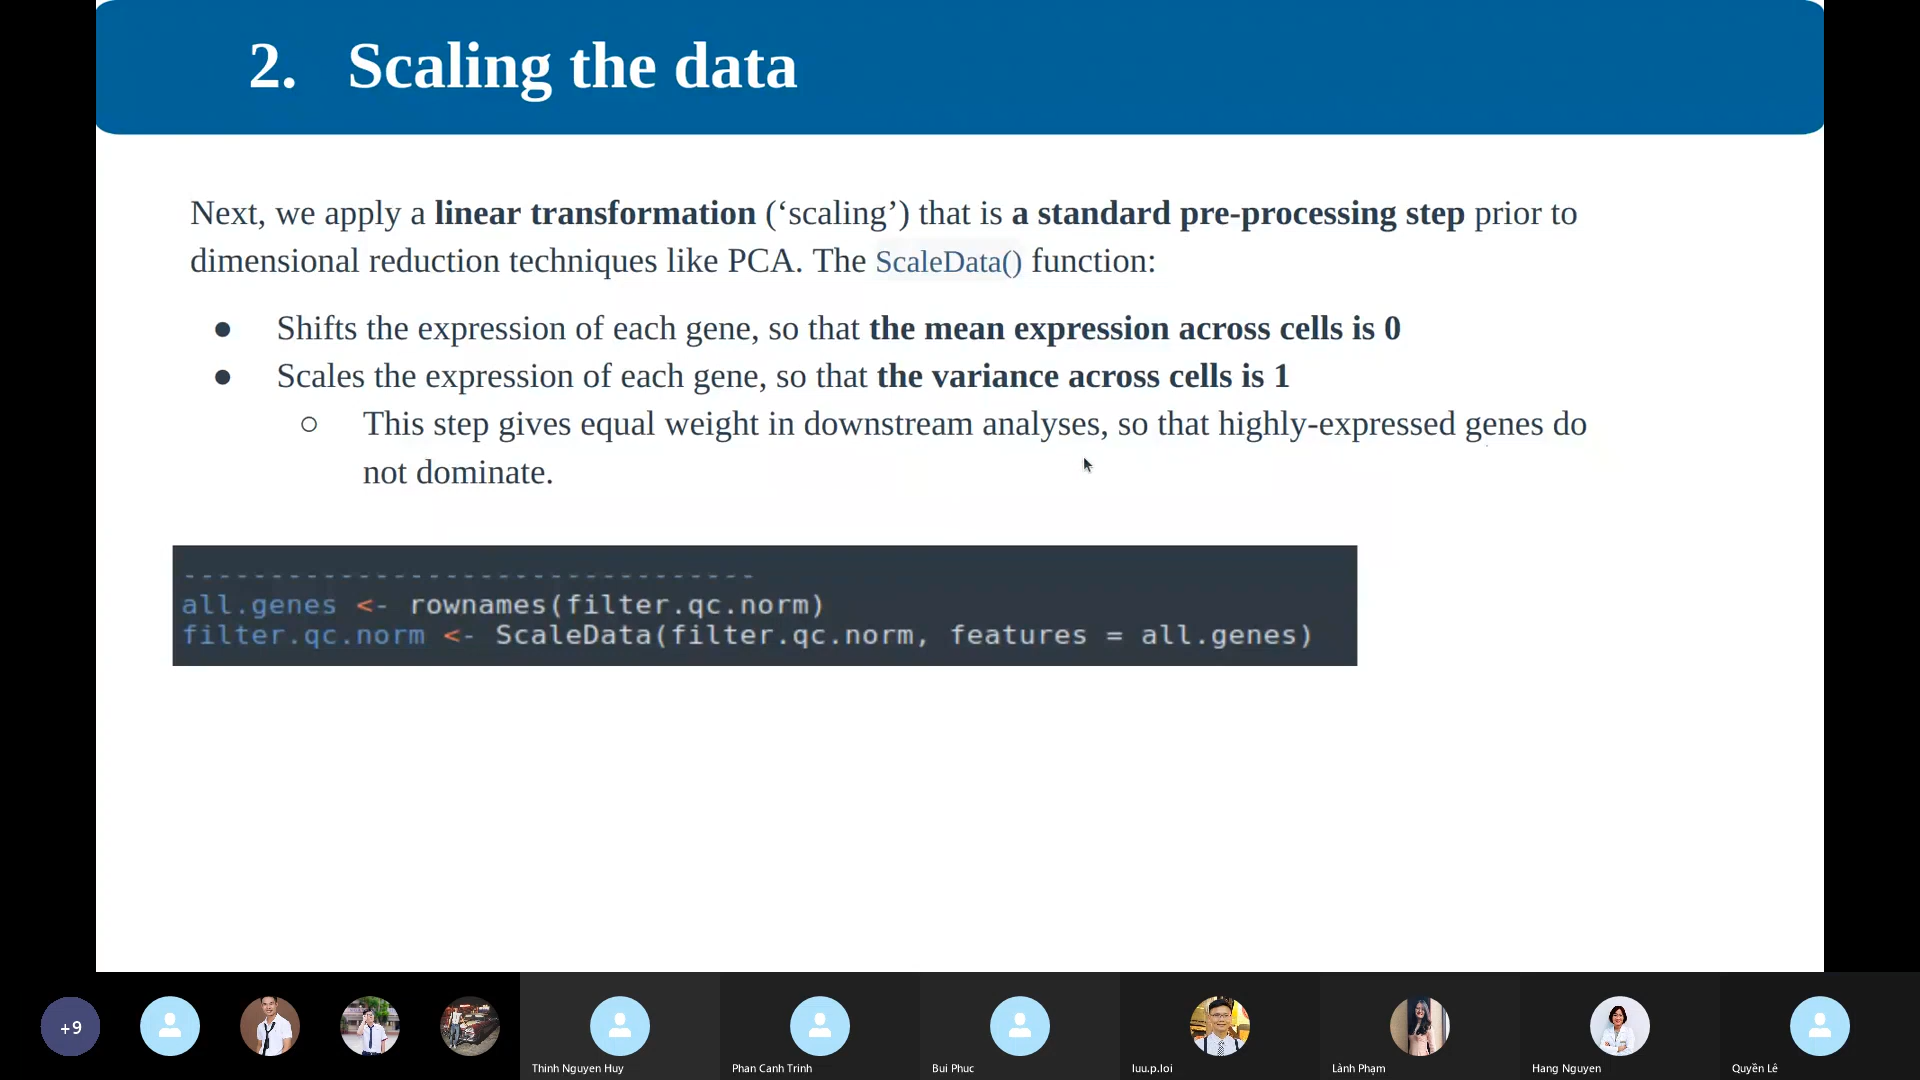 2. Scaling the data
Next, we apply a linear transformation (‘scaling’) that is a standard pre-processing step prior to
dimensional reduction techniques like PCA. The ScaleData() function:
● Shifts the expression of each gene, so that the mean expression across cells is 0
● Scales the expression of each gene, so that the variance across cells is 1
○ This step gives equal weight in downstream analyses, so that highly-expressed genes do
not dominate.
all.genes <- rownames(filter.qc.norm)
filter.qc.norm <- ScaleData(filter.qc.norm, features = all.genes)
+9
Thinh Nguyen Huy
Phan Canh Trinh
Bui Phuc
luu.p.loi
Lành Phạm
Hang Nguyen
Quyền Lê